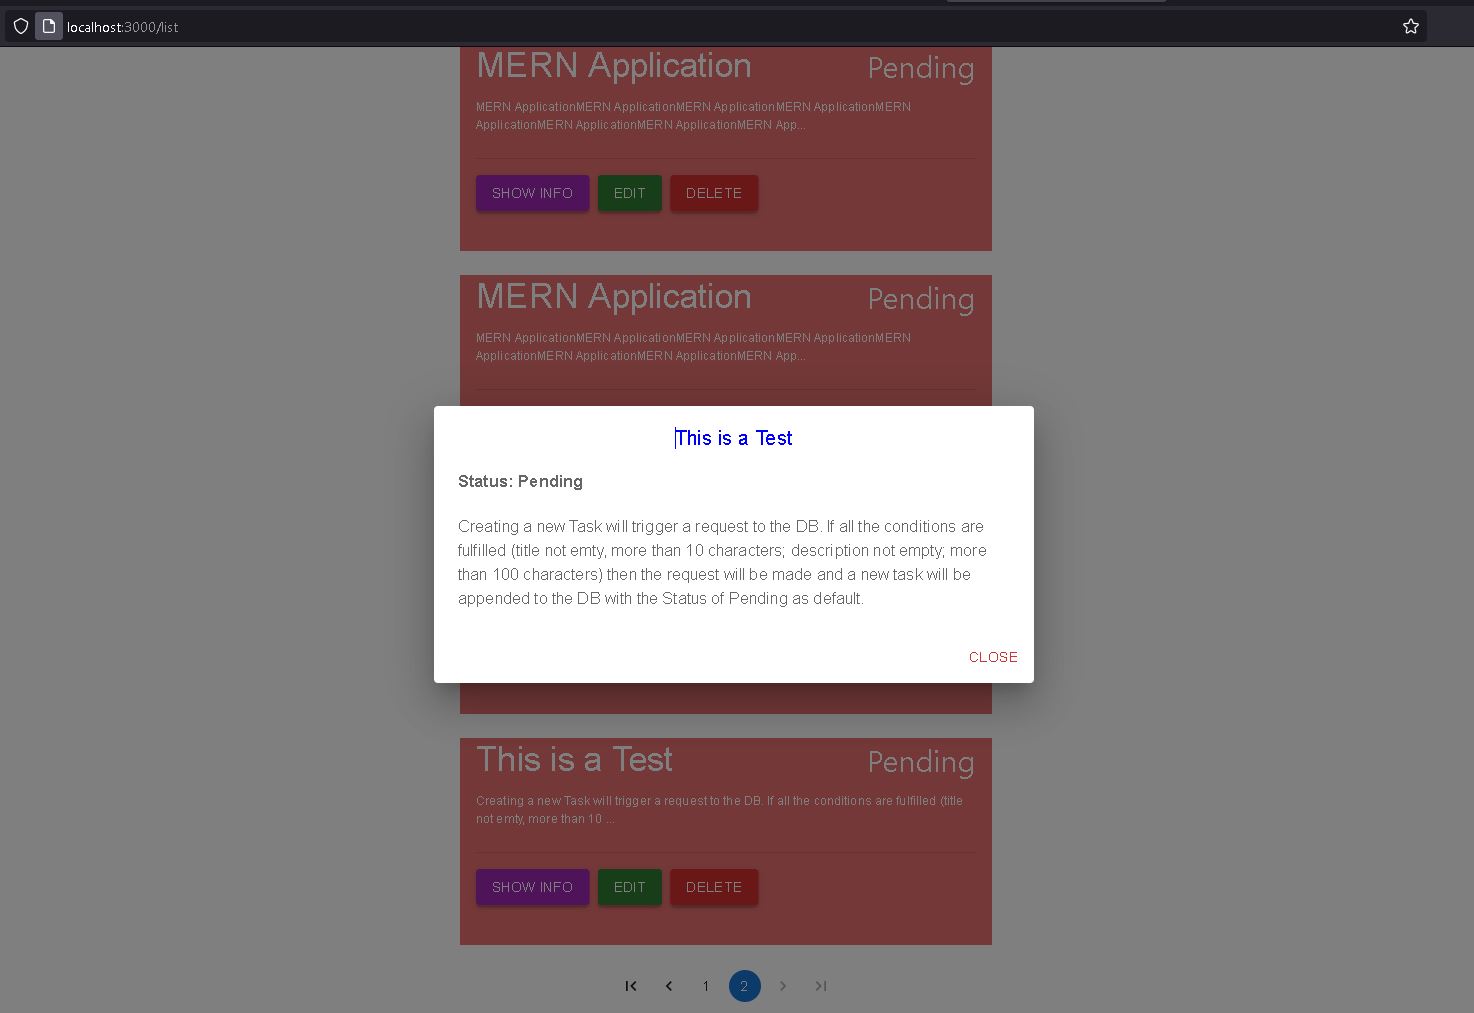 localhost:3000/list
MERN Application Pending
MERN ApplicationMERN ApplicationMERN ApplicationMERN ApplicationMERN
ApplicationMERN ApplicationMERN ApplicationMERN App...
SHOW INFO EDIT DELETE
MERN Application Pending
MERN ApplicationMERN ApplicationMERN ApplicationMERN ApplicationMERN
ApplicationMERN ApplicationMERN ApplicationMERN App...
This is a Test
Status: Pending
Creating a new Task will trigger a request to the DB. If all the conditions are
fulfilled (title not emty, more than 10 characters; description not empty; more
than 100 characters) then the request will be made and a new task will be
appended to the DB with the Status of Pending as default.
CLOSE
This is a Test Pending
Creating a new Task will trigger a request to the DB. If all the conditions are fulfilled (title
not emty, more than 10 ...
SHOW INFO EDIT DELETE
1 2